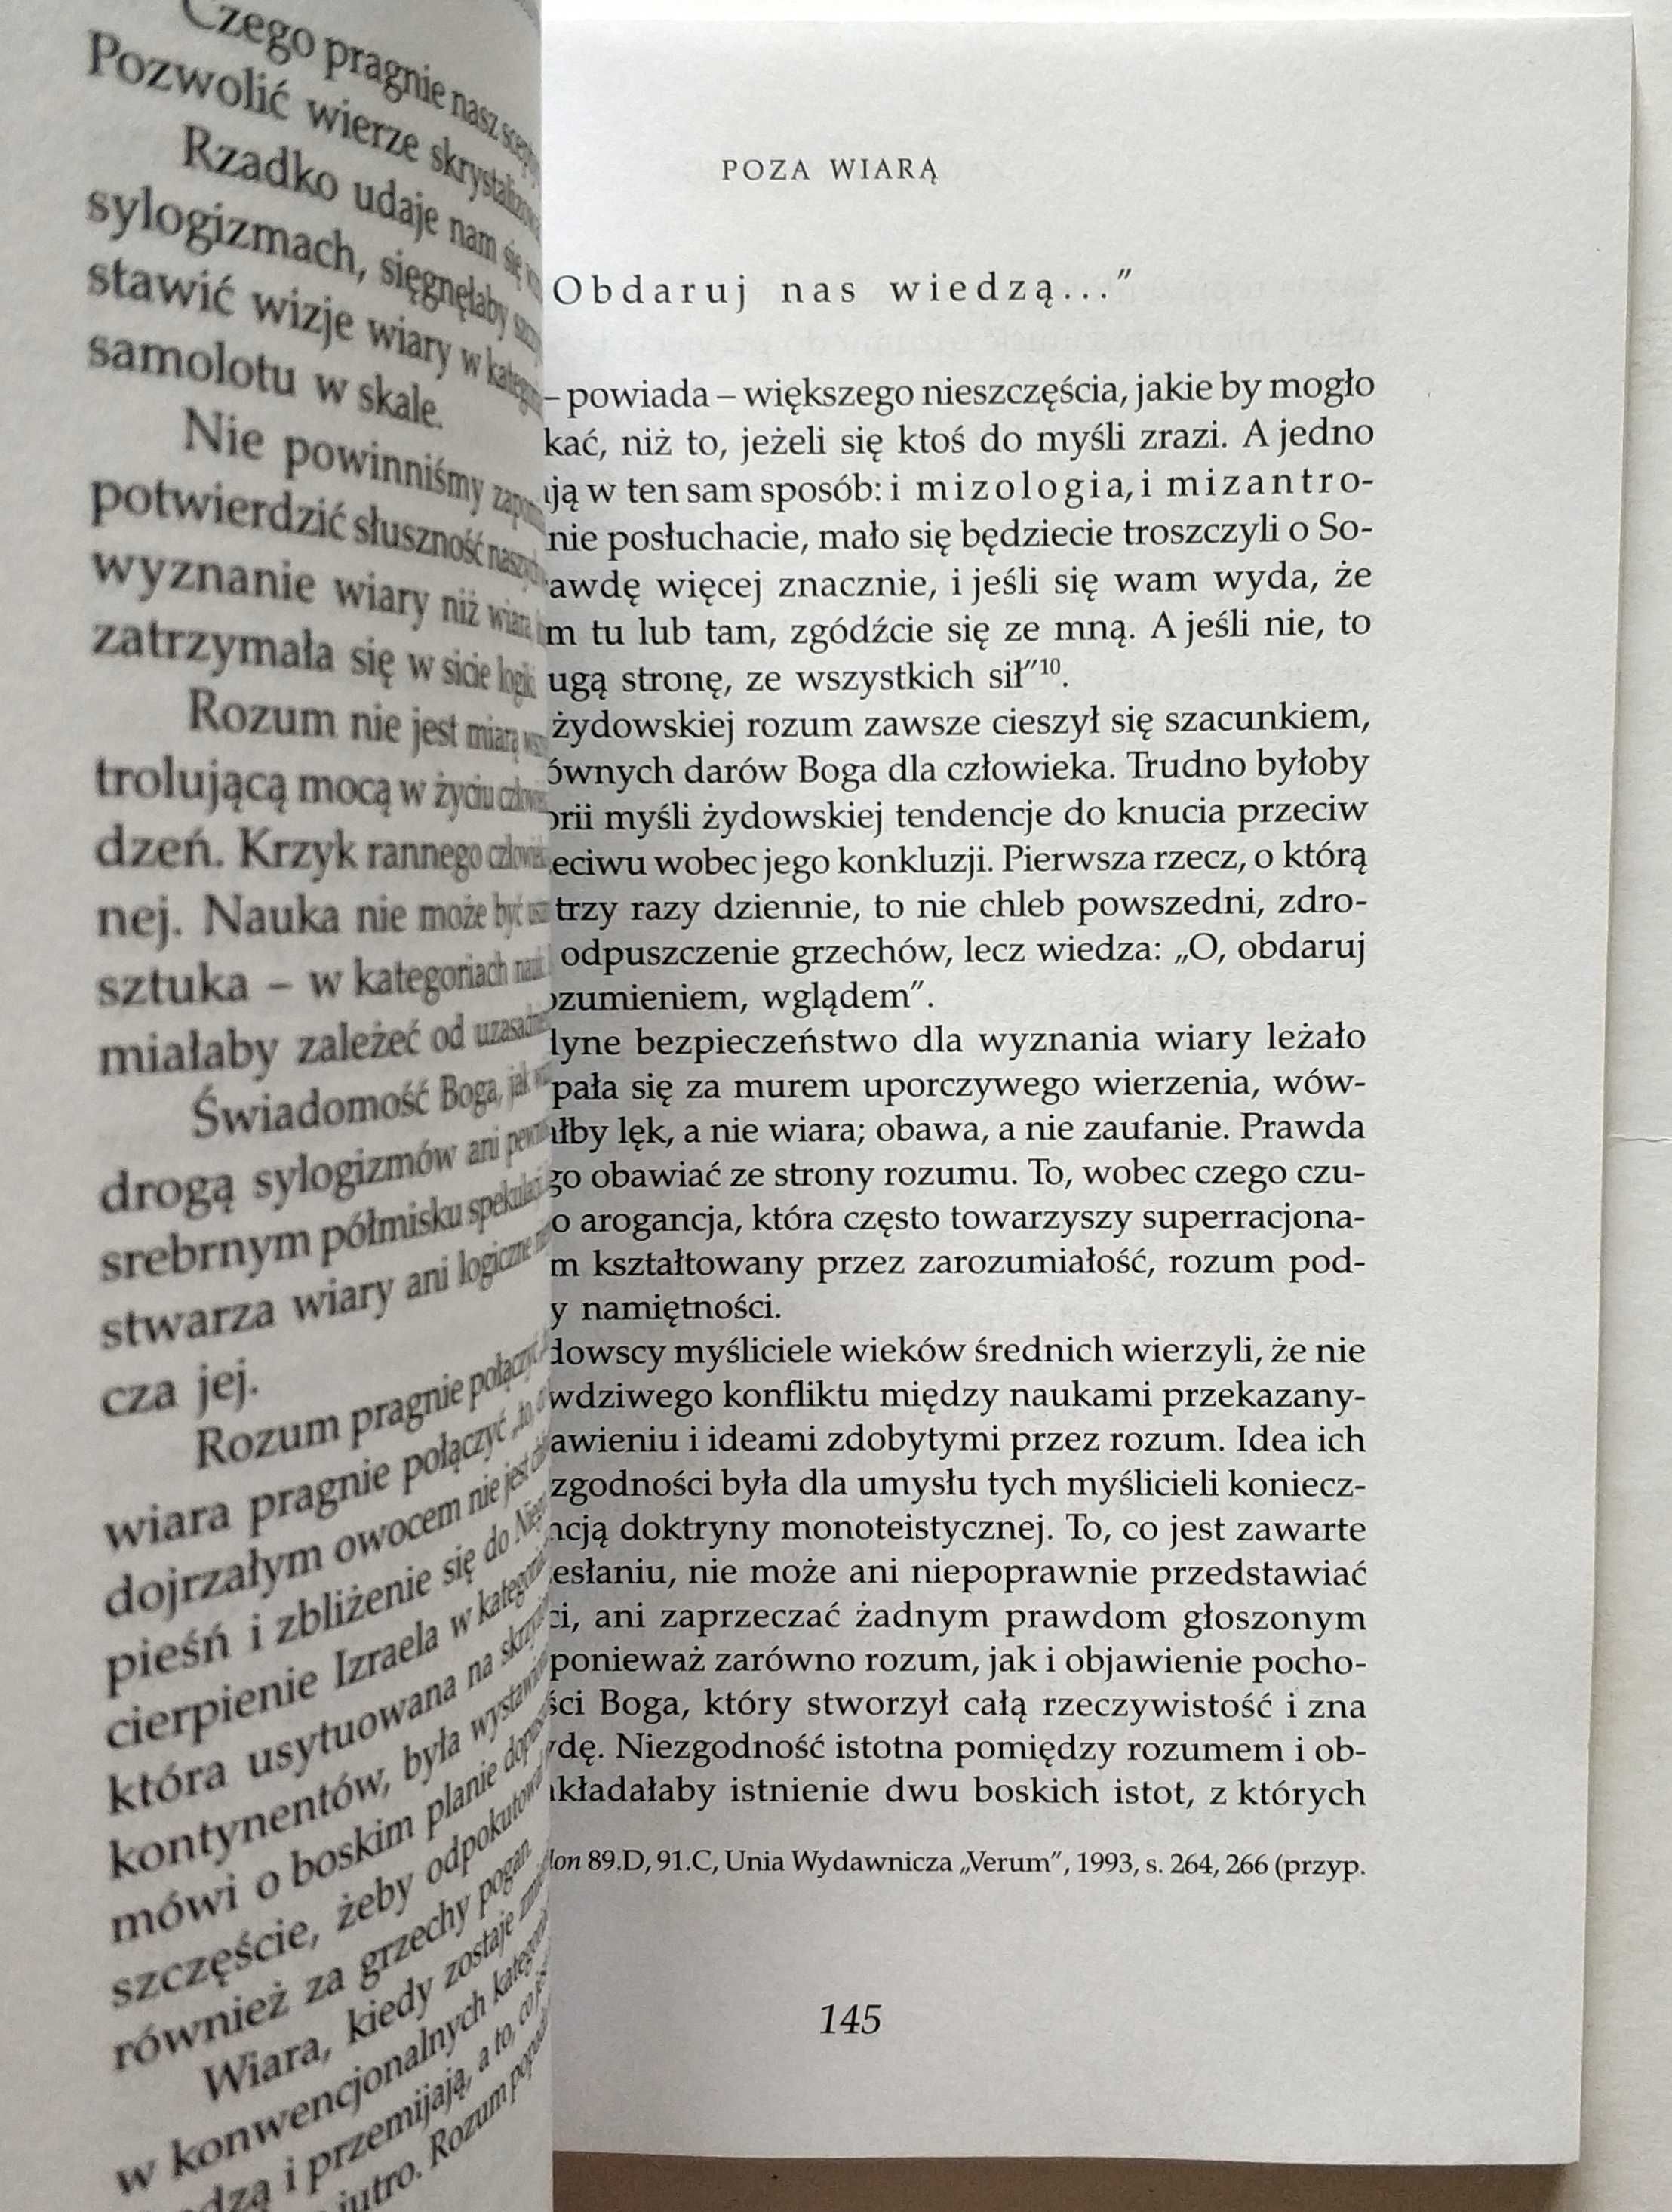 Czego pragnie nasz
Pozwolić wierze
Rzadko udaje nam się
sylogizmach, sięgnęłaby
stawić wizje wiary w
samolotu w skale.
Nie powinniśmy
potwierdzić słuszność
wyznanie wiary niż wiara
zatrzymała się w sicie logiki
Rozum nie jest miarą
trolującą mocą w życiu
dzeń. Krzyk rannego
nej. Nauka nie może być
sztuka – w kategoriach
miałaby zależeć od
Świadomość Boga, jak
drogą sylogizmów ani
srebrnym półmisku
stwarza wiary ani logiczne
cza jej.
Rozum pragnie połączyć
wiara pragnie połączyć „to
dojrzałym owocem nie jest
pieśń i zbliżenie się do
cierpienie Izraela w
która usytuowana na
kontynentów, była
mówi o boskim planie
szczęście, żeby
również za grzechy pogan.
Wiara, kiedy zostaje
w konwencjonalnych
i przemijają, a to, co
jutro. Rozum
POZA WIARĄ
Obdaruj nas wiedzą..."
– powiada – większego nieszczęścia, jakie by mogło
kać, niż to, jeżeli się ktoś do myśli zrazi. A jedno
ją w ten sam sposób: i mizologia, i mizantro-
nie posłuchacie, mało się będziecie troszczyli o So-
awdę więcej znacznie, i jeśli się wam wyda, że
m tu lub tam, zgódźcie się ze mną. A jeśli nie, to
ugą stronę, ze wszystkich sił"¹⁰.
żydowskiej rozum zawsze cieszył się szacunkiem,
ównych darów Boga dla człowieka. Trudno byłoby
orii myśli żydowskiej tendencje do knucia przeciw
eciwu wobec jego konkluzji. Pierwsza rzecz, o którą
trzy razy dziennie, to nie chleb powszedni, zdro-
odpuszczenie grzechów, lecz wiedza: „O, obdaruj
ozumieniem, wglądem".
lyne bezpieczeństwo dla wyznania wiary leżało
pała się za murem uporczywego wierzenia, wów-
łby lęk, a nie wiara; obawa, a nie zaufanie. Prawda
go obawiać ze strony rozumu. To, wobec czego czu-
o arogancja, która często towarzyszy superracjona-
m kształtowany przez zarozumiałość, rozum pod-
y namiętności.
dowscy myśliciele wieków średnich wierzyli, że nie
wdziwego konfliktu między naukami przekazany-
awieniu i ideami zdobytymi przez rozum. Idea ich
zgodności była dla umysłu tych myślicieli koniecz-
ncją doktryny monoteistycznej. To, co jest zawarte
esłaniu, nie może ani niepoprawnie przedstawiać
ci, ani zaprzeczać żadnym prawdom głoszonym
ponieważ zarówno rozum, jak i objawienie pocho-
ści Boga, który stworzył całą rzeczywistość i zna
dę. Niezgodność istotna pomiędzy rozumem i ob-
kładałaby istnienie dwu boskich istot, z których
lon 89.D, 91.C, Unia Wydawnicza „Verum", 1993, s. 264, 266 (przyp.
145